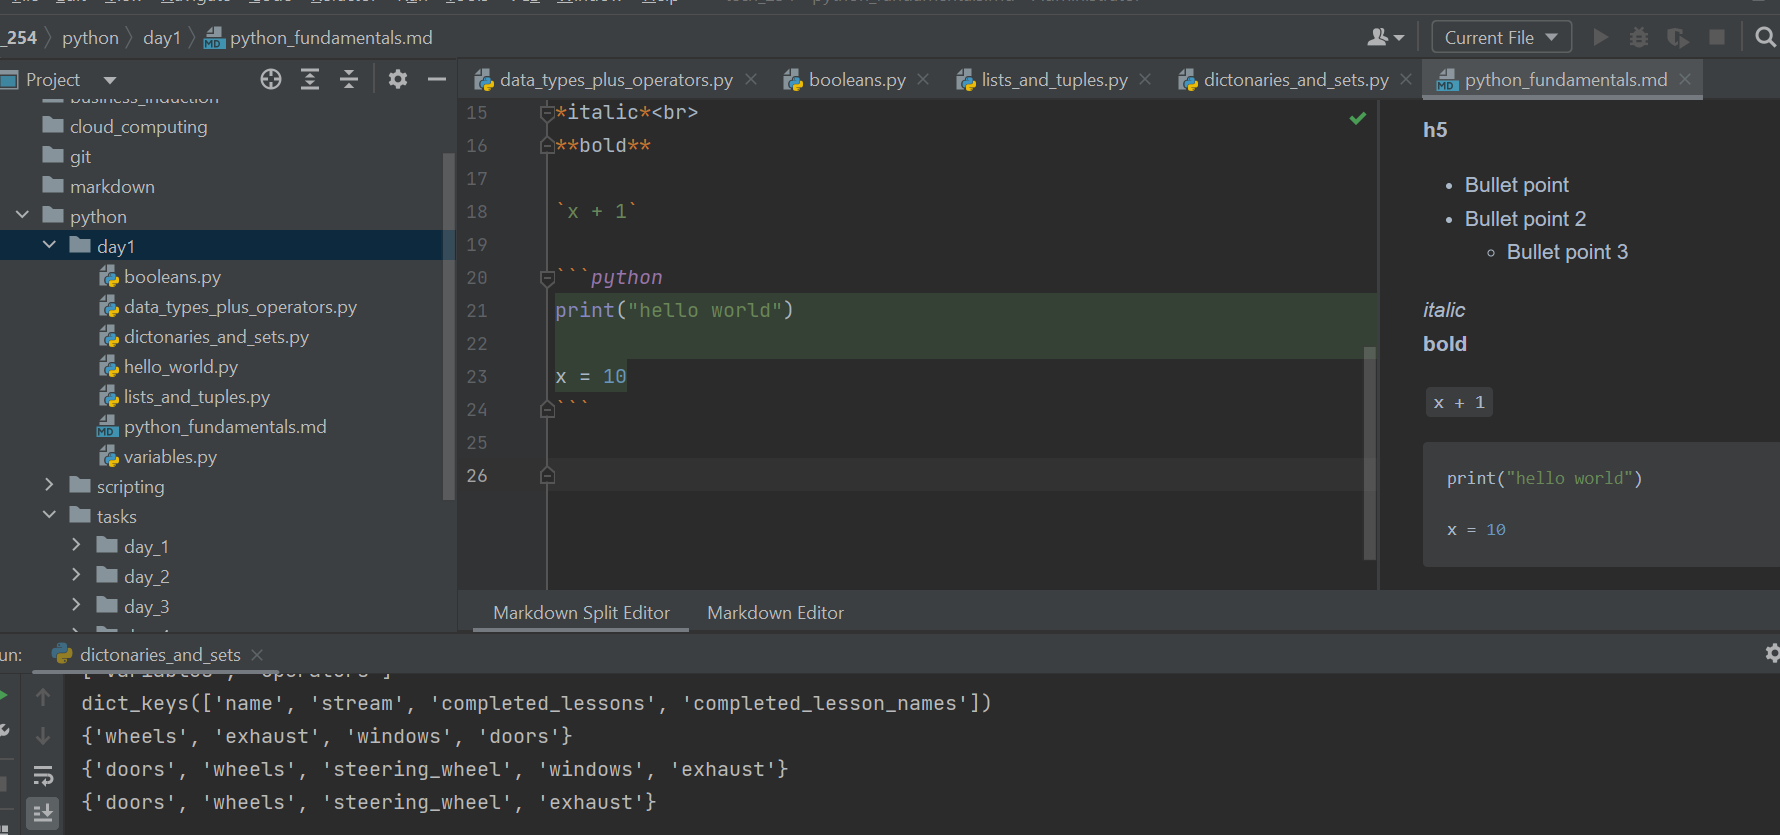 _254 python day1 python_fundamentals.md Current File
Project
data_types_plus_operators.py booleans.py lists_and_tuples.py dictonaries_and_sets.py python_fundamentals.md
business_induction
cloud_computing
git
markdown
python
day1
booleans.py
data_types_plus_operators.py
dictonaries_and_sets.py
hello_world.py
lists_and_tuples.py
python_fundamentals.md
variables.py
scripting
tasks
day_1
day_2
day_3
15 *italic*<br>
16 **bold**
17
18 `x + 1`
19
20 ```python
21 print("hello world")
22
23 x = 10
24 ```
25
26
h5
• Bullet point
• Bullet point 2
◦ Bullet point 3
italic
bold
x + 1
print("hello world")
x = 10
Markdown Split Editor Markdown Editor
un: dictonaries_and_sets
['variables', 'operators']
dict_keys(['name', 'stream', 'completed_lessons', 'completed_lesson_names'])
{'wheels', 'exhaust', 'windows', 'doors'}
{'doors', 'wheels', 'steering_wheel', 'windows', 'exhaust'}
{'doors', 'wheels', 'steering_wheel', 'exhaust'}